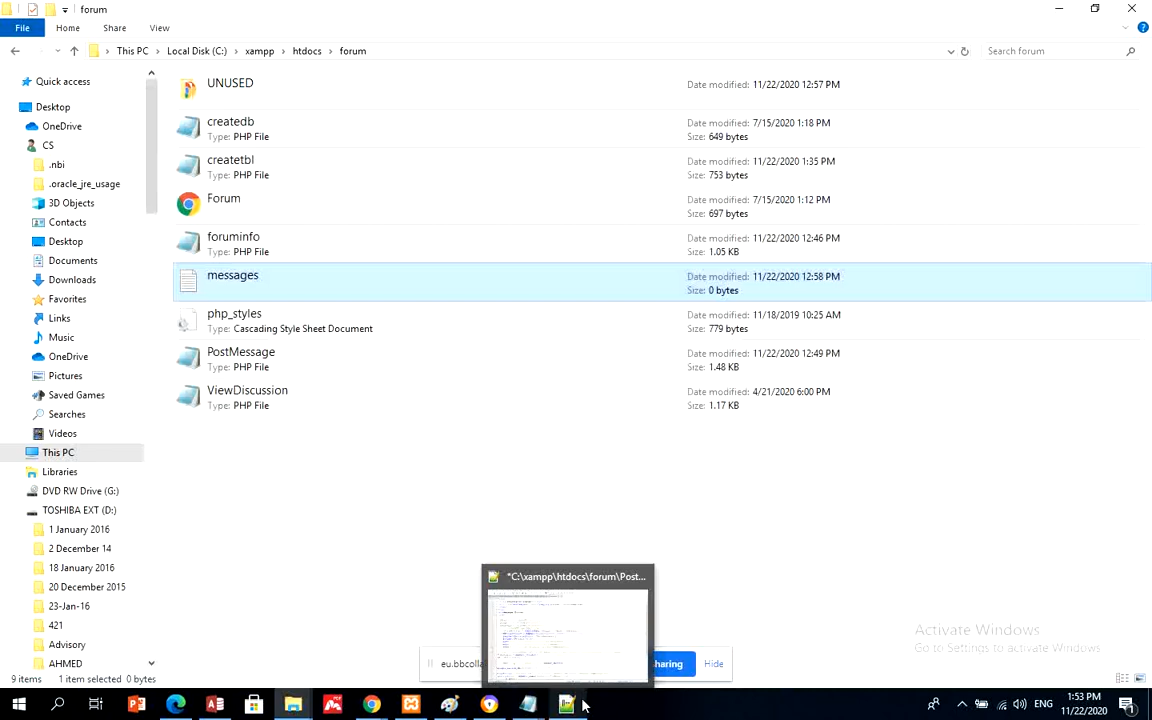 forum
File
Home
Share
View
This PC
Local Disk (C:)
xampp
htdocs
forum
Search forum
Quick access
Desktop
OneDrive
CS
.nbi
.oracle_jre_usage
3D Objects
Contacts
Desktop
Documents
Downloads
Favorites
Links
Music
OneDrive
Pictures
Saved Games
Searches
Videos
This PC
Libraries
DVD RW Drive (G:)
TOSHIBA EXT (D:)
1 January 2016
2 December 14
18 January 2016
20 December 2015
23-Jan-16
421
Advisory
AHMED
UNUSED
Date modified: 11/22/2020 12:57 PM
createdb
Date modified: 7/15/2020 1:18 PM
Type: PHP File
Size: 649 bytes
createtbl
Date modified: 11/22/2020 1:35 PM
Type: PHP File
Size: 753 bytes
Forum
Date modified: 7/15/2020 1:12 PM
Size: 697 bytes
foruminfo
Date modified: 11/22/2020 12:46 PM
Type: PHP File
Size: 1.05 KB
messages
Date modified: 11/22/2020 12:58 PM
Size: 0 bytes
php_styles
Date modified: 11/18/2019 10:25 AM
Type: Cascading Style Sheet Document
Size: 779 bytes
PostMessage
Date modified: 11/22/2020 12:49 PM
Type: PHP File
Size: 1.48 KB
ViewDiscussion
Date modified: 4/21/2020 6:00 PM
Type: PHP File
Size: 1.17 KB
*C:\xampp\htdocs\forum\Post...
eu.bbcolla
sharing
Hide
Activate Windows
Go to Settings to activate Windows.
9 items
1 item selected 0 bytes
ENG
1:53 PM
11/22/2020